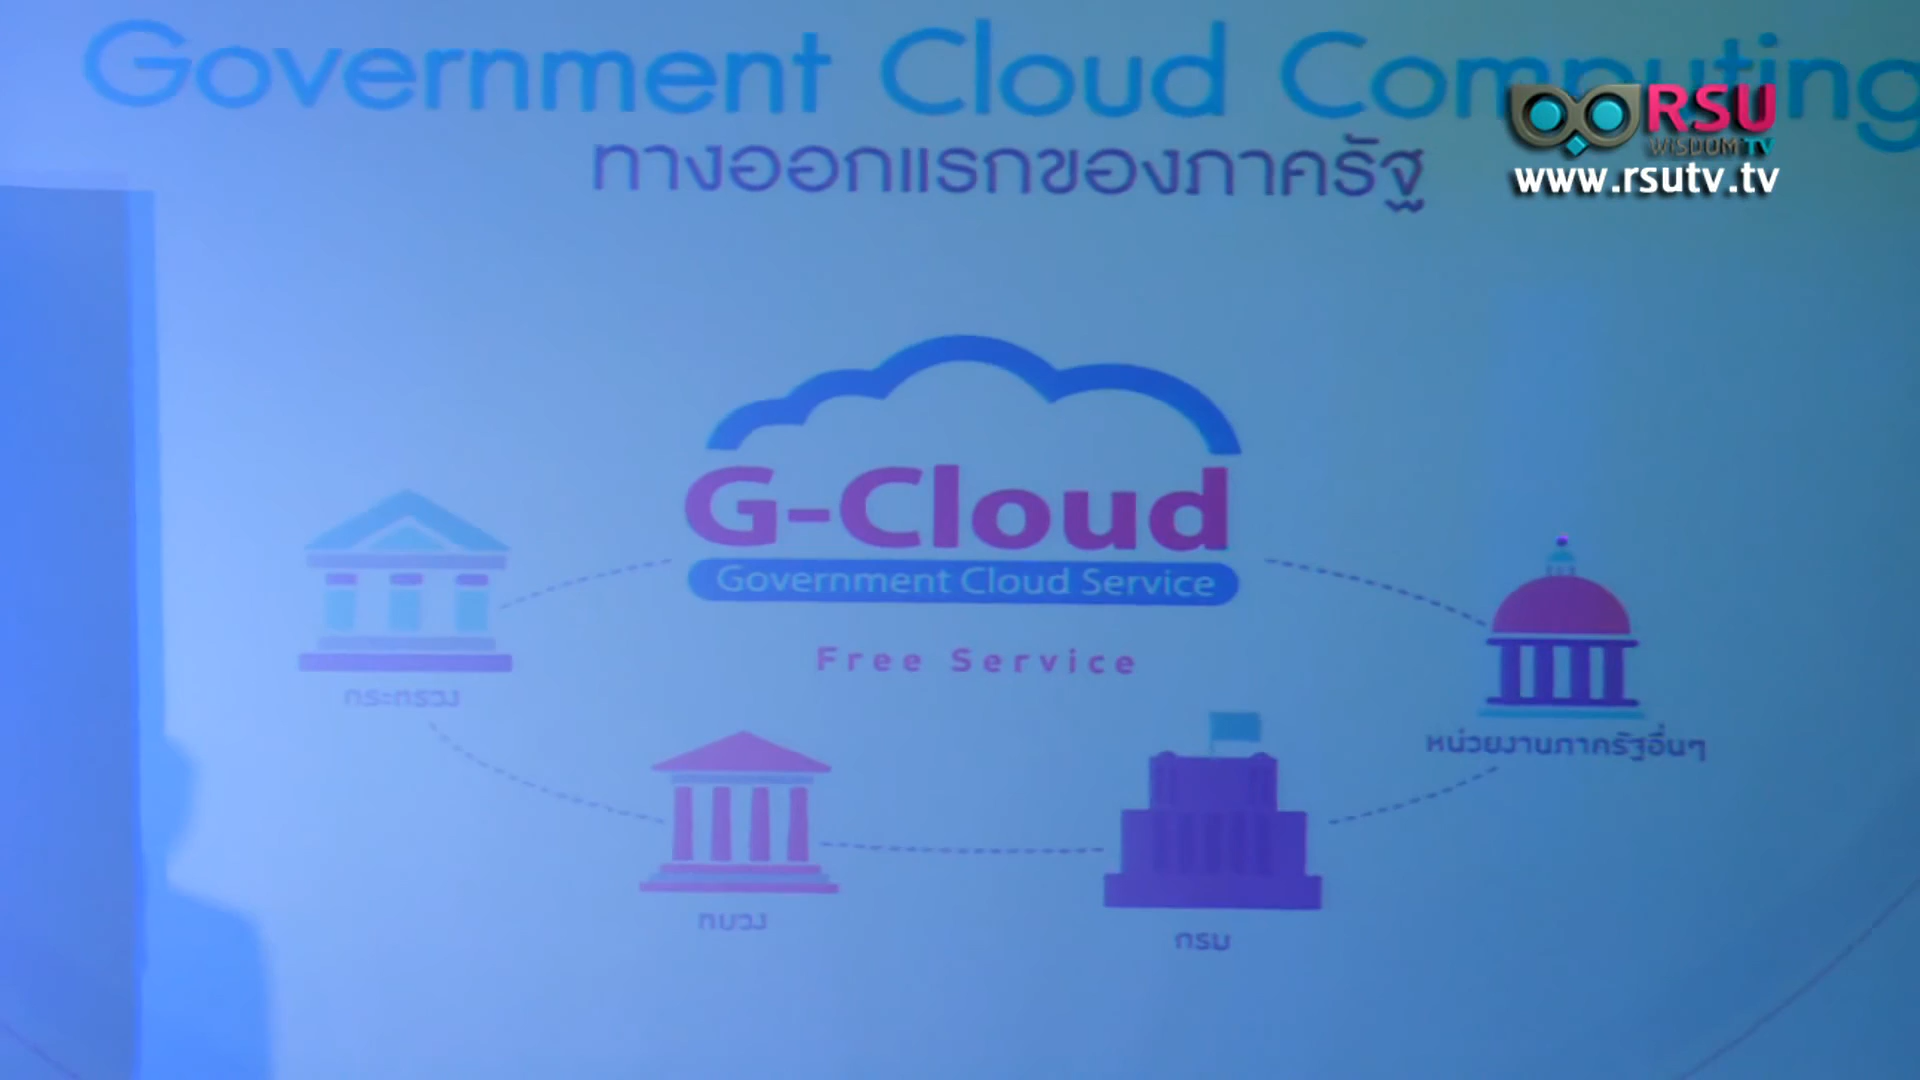 Government Cloud Computing
ทางออกแรกของภาครัฐ
RSU
WISDOM TV
www.rsutv.tv
G-Cloud
Government Cloud Service
Free Service
กระทรวง
ทบวง
กรม
หน่วยงานภาครัฐอื่นๆ